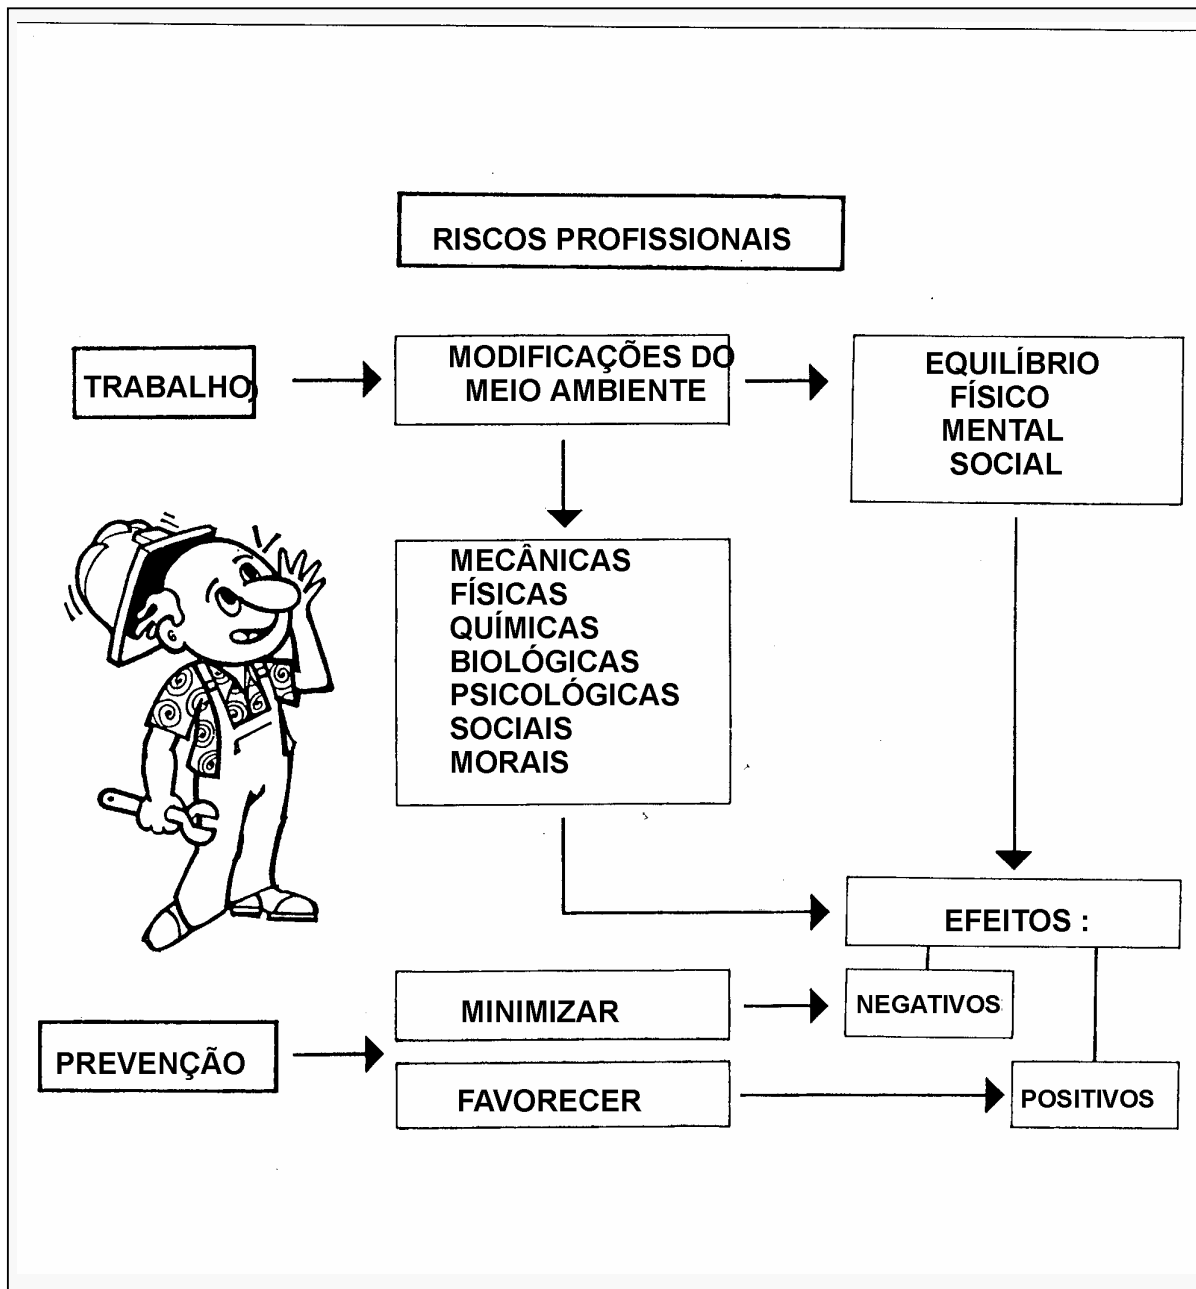 RISCOS PROFISSIONAIS
TRABALHO
MODIFICAÇÕES DO
MEIO AMBIENTE
EQUILÍBRIO
FÍSICO
MENTAL
SOCIAL
MECÂNICAS
FÍSICAS
QUÍMICAS
BIOLÓGICAS
PSICOLÓGICAS
SOCIAIS
MORAIS
EFEITOS :
NEGATIVOS
MINIMIZAR
PREVENÇÃO
FAVORECER
POSITIVOS